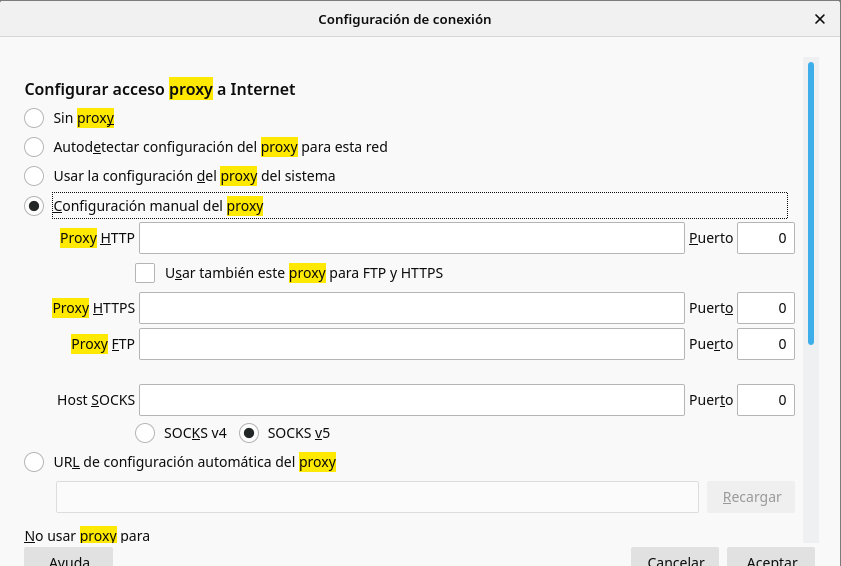 Configuración de conexión
Configurar acceso proxy a Internet
Sin proxy
Autodetectar configuración del proxy para esta red
Usar la configuración del proxy del sistema
Configuración manual del proxy
Proxy HTTP Puerto 0
Usar también este proxy para FTP y HTTPS
Proxy HTTPS Puerto 0
Proxy FTP Puerto 0
Host SOCKS Puerto 0
SOCKS v4 SOCKS v5
URL de configuración automática del proxy
Recargar
No usar proxy para
Ayuda Cancelar Aceptar